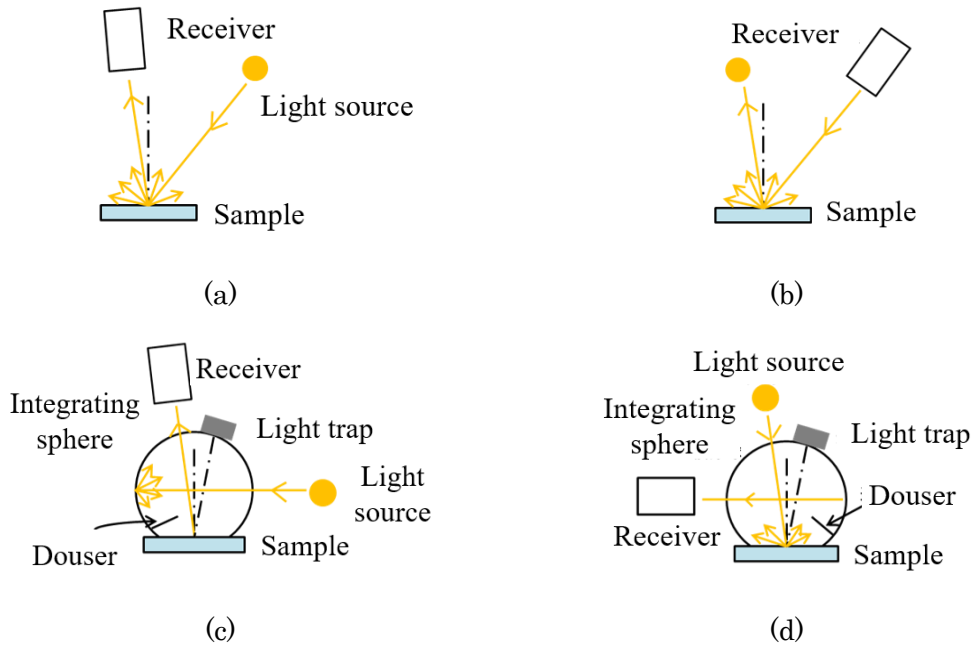 Receiver
Light source
Sample
(a)
Receiver
Sample
(b)
Receiver
Integrating
sphere
Light trap
Light
source
Douser
Sample
(c)
Light source
Integrating
sphere
Light trap
Douser
Receiver
Sample
(d)